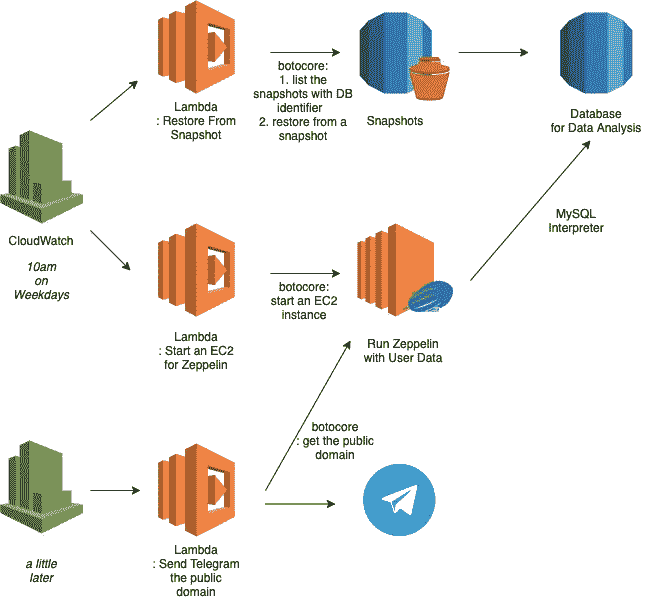 botocore:
1. list the
snapshots with DB
identifier
2. restore from a
snapshot
Lambda
: Restore From
Snapshot
Snapshots
Database
for Data Analysis
CloudWatch
10am
on
Weekdays
MySQL
Interpreter
botocore:
start an EC2
instance
Lambda
: Start an EC2
for Zeppelin
Run Zeppelin
with User Data
botocore
: get the public
domain
a little
later
Lambda
: Send Telegram
the public
domain